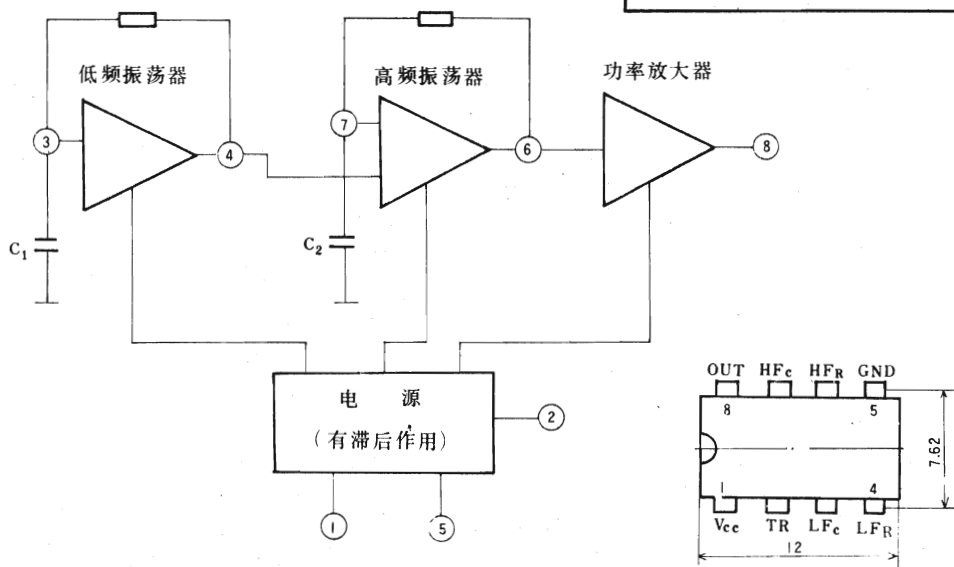 低频振荡器
高频振荡器
功率放大器
3
4
7
6
8
C₁
C₂
电 源
(有滞后作用)
2
1
5
OUT HFc HFR GND
8 5
1 4
Vcc TR LFc LFR
7.62
12